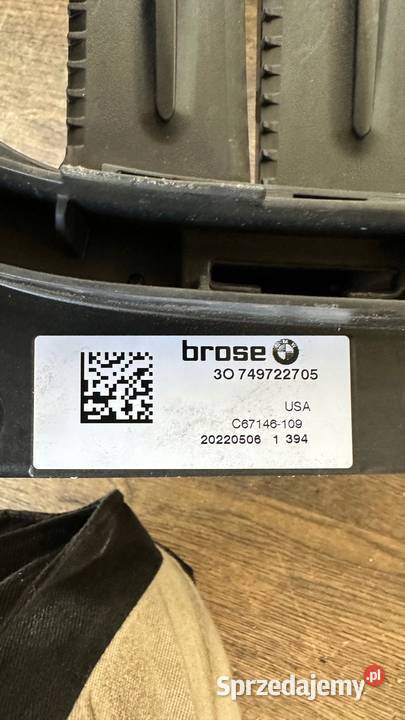 brose
3O 749722705
USA
C67146-109
20220506 1 394
Sprzedajemy.pl